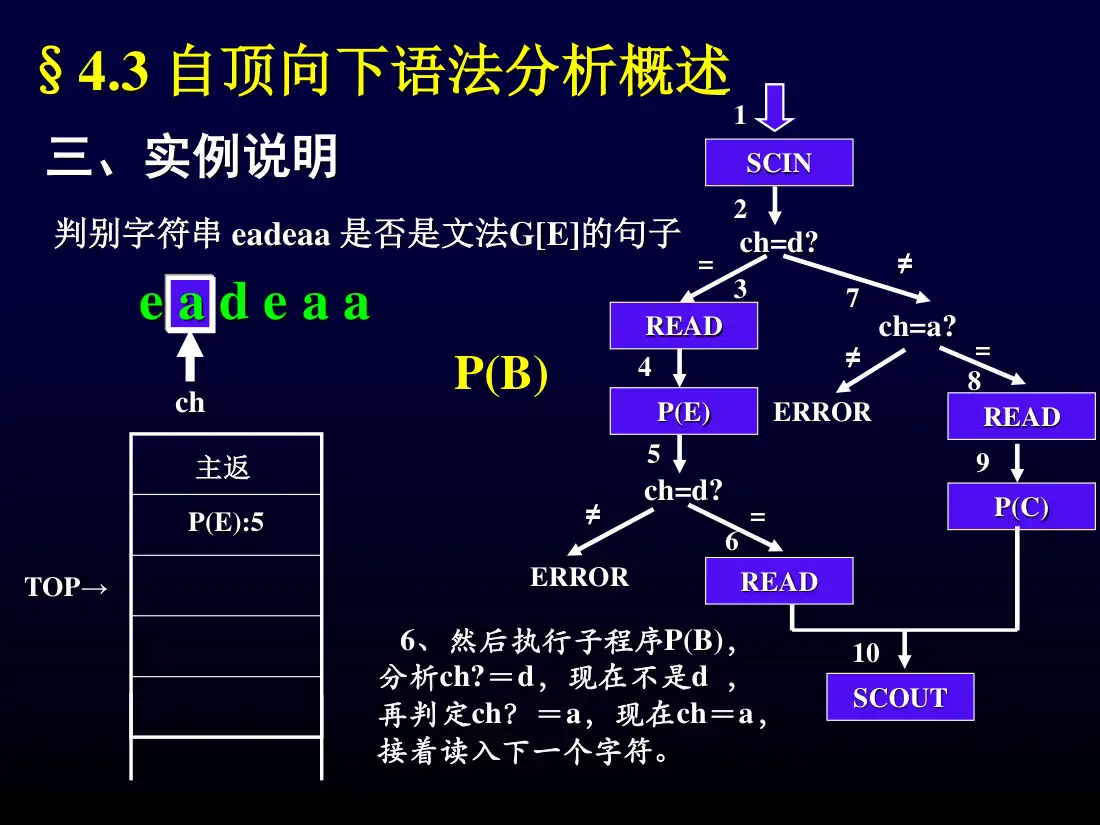 §4.3 自顶向下语法分析概述
三、实例说明
判别字符串 eadeaa 是否是文法G[E]的句子
e a d e a a
ch
P(B)
主返
P(E):5
TOP→
1
SCIN
2
ch=d?
=
≠
3
7
READ
ch=a?
4
≠
=
8
P(E)
ERROR
READ
5
9
ch=d?
P(C)
≠
=
6
ERROR
READ
10
SCOUT
6、然后执行子程序P(B)，
分析ch?＝d，现在不是d ，
再判定ch？＝a，现在ch＝a，
接着读入下一个字符。